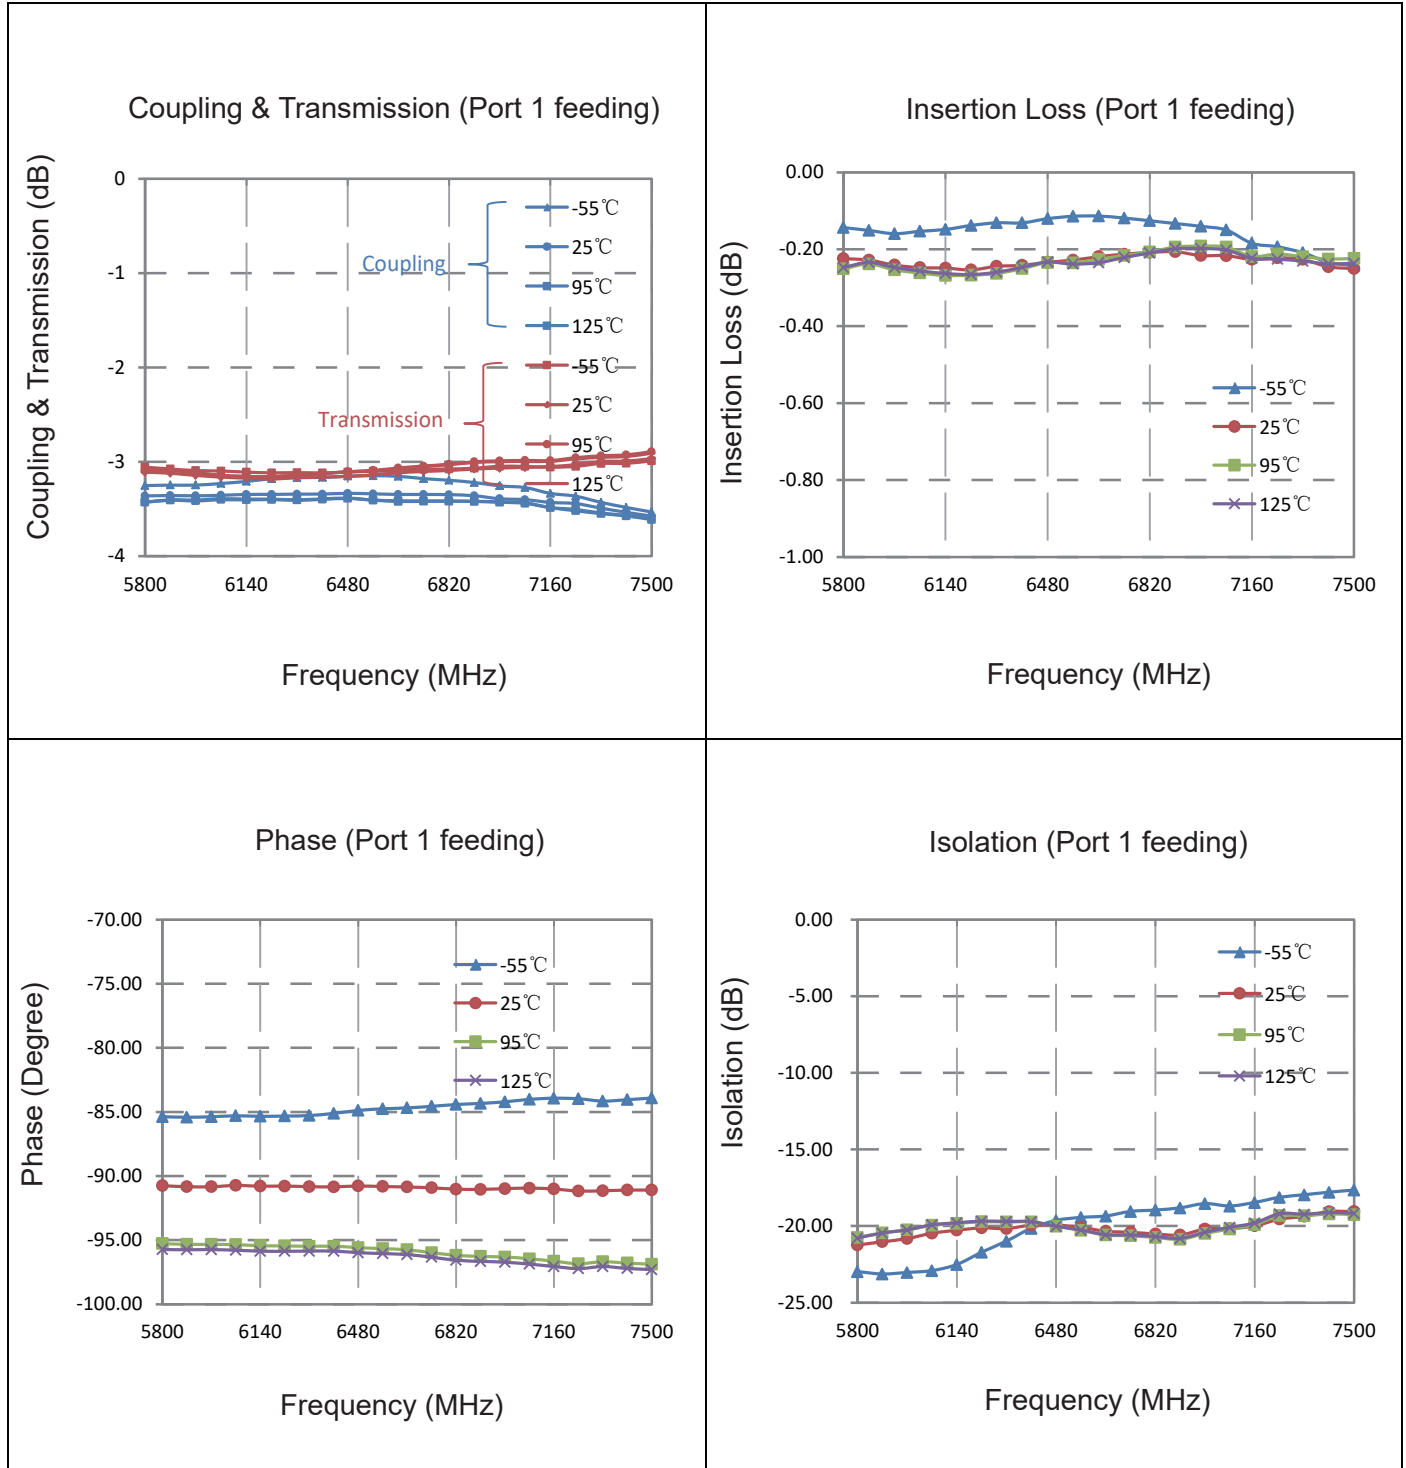 Coupling & Transmission (Port 1 feeding)
Coupling & Transmission (dB)
0
-1
-2
-3
-4
Coupling
-55℃
25℃
95℃
125℃
Transmission
-55℃
25℃
95℃
125℃
5800 6140 6480 6820 7160 7500
Frequency (MHz)
Insertion Loss (Port 1 feeding)
Insertion Loss (dB)
0.00
-0.20
-0.40
-0.60
-0.80
-1.00
-55℃
25℃
95℃
125℃
5800 6140 6480 6820 7160 7500
Frequency (MHz)
Phase (Port 1 feeding)
Phase (Degree)
-70.00
-75.00
-80.00
-85.00
-90.00
-95.00
-100.00
-55℃
25℃
95℃
125℃
5800 6140 6480 6820 7160 7500
Frequency (MHz)
Isolation (Port 1 feeding)
Isolation (dB)
0.00
-5.00
-10.00
-15.00
-20.00
-25.00
-55℃
25℃
95℃
125℃
5800 6140 6480 6820 7160 7500
Frequency (MHz)